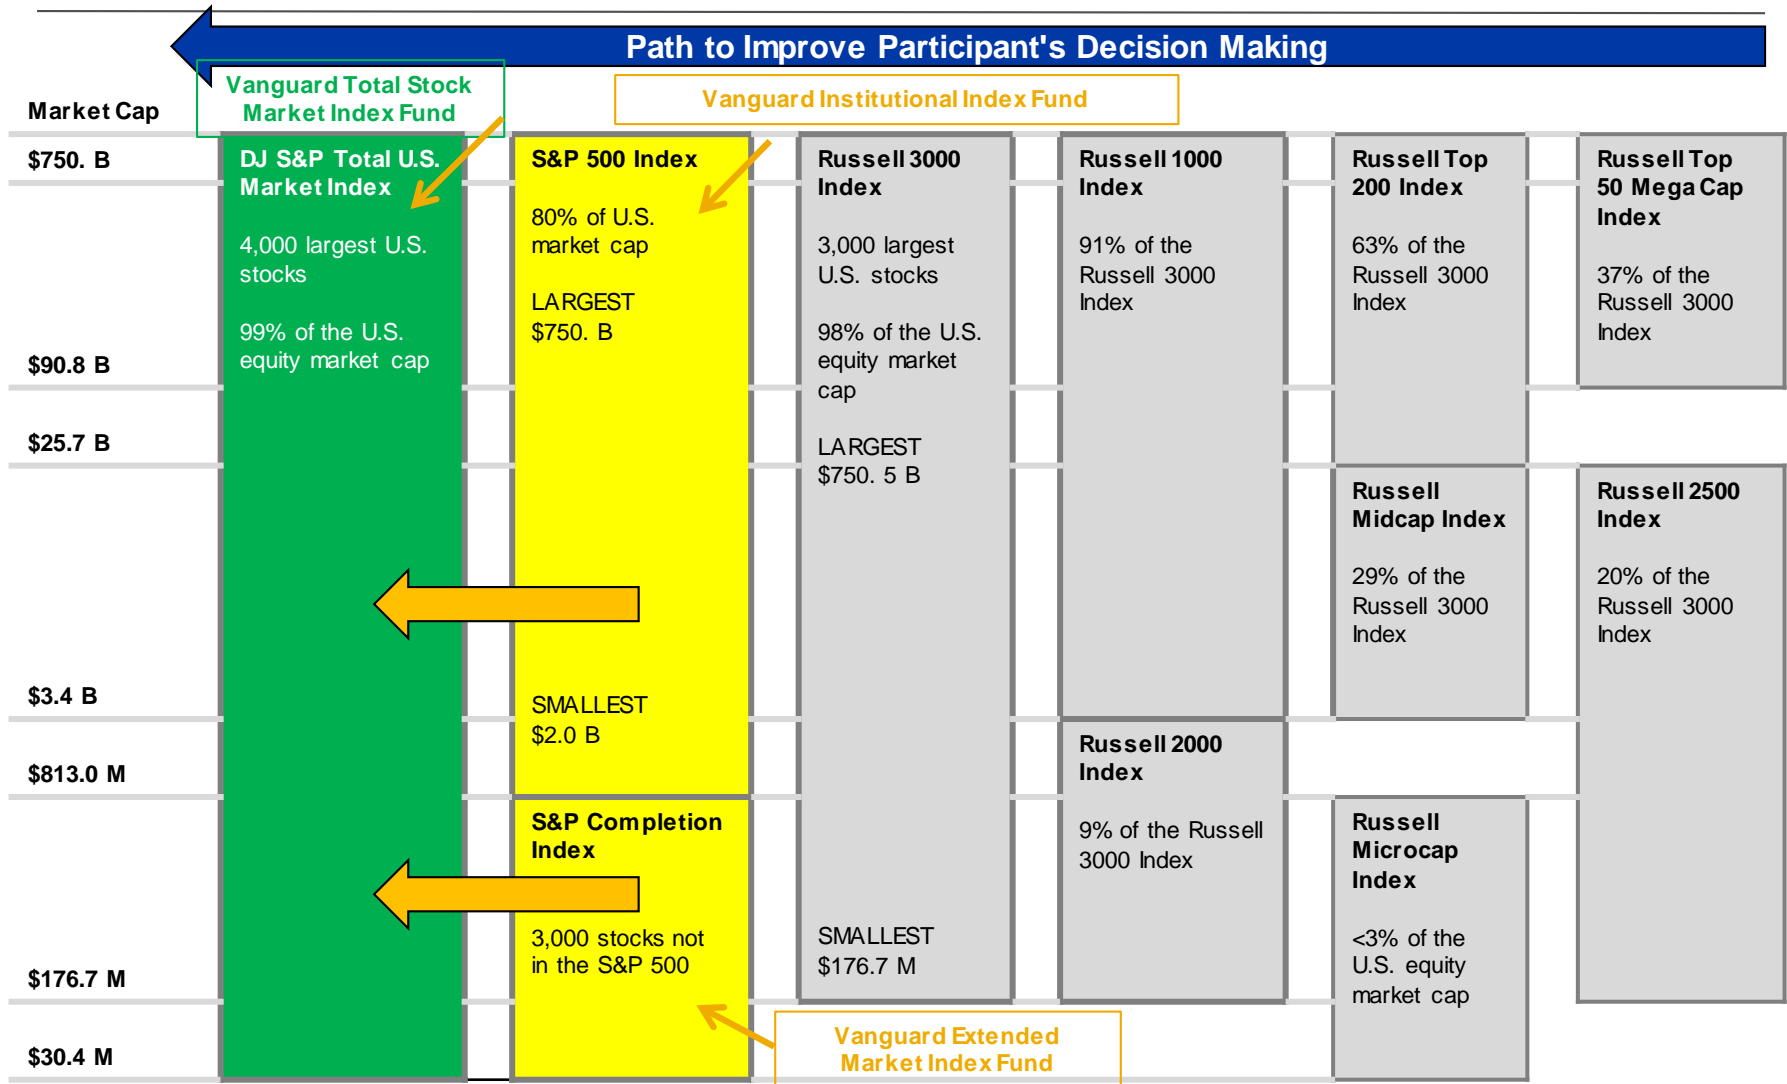 Path to Improve Participant's Decision Making
Vanguard Total Stock
Market Index Fund
Vanguard Institutional Index Fund
Market Cap
$750. B
$90.8 B
$25.7 B
$3.4 B
$813.0 M
$176.7 M
$30.4 M
DJ S&P Total U.S.
Market Index
4,000 largest U.S.
stocks
99% of the U.S.
equity market cap
S&P 500 Index
80% of U.S.
market cap
LARGEST
$750. B
SMALLEST
$2.0 B
S&P Completion
Index
3,000 stocks not
in the S&P 500
Russell 3000
Index
3,000 largest
U.S. stocks
98% of the U.S.
equity market
cap
LARGEST
$750. 5 B
SMALLEST
$176.7 M
Vanguard Extended
Market Index Fund
Russell 1000
Index
91% of the
Russell 3000
Index
Russell 2000
Index
9% of the Russell
3000 Index
Russell Top
200 Index
63% of the
Russell 3000
Index
Russell
Midcap Index
29% of the
Russell 3000
Index
Russell
Microcap
Index
<3% of the
U.S. equity
market cap
Russell Top
50 Mega Cap
Index
37% of the
Russell 3000
Index
Russell 2500
Index
20% of the
Russell 3000
Index